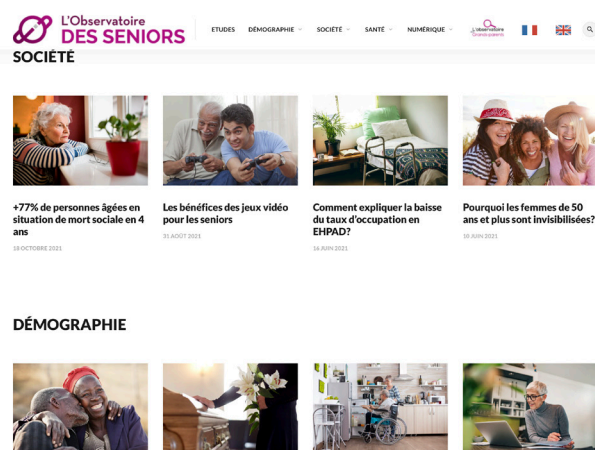 L'Observatoire
DES SENIORS
ETUDES DÉMOGRAPHIE SOCIÉTÉ SANTÉ NUMÉRIQUE
L'observatoire
Grands-parents
SOCIÉTÉ
+77% de personnes âgées en
situation de mort sociale en 4
ans
18 OCTOBRE 2021
Les bénéfices des jeux vidéo
pour les seniors
31 AOÛT 2021
Comment expliquer la baisse
du taux d'occupation en
EHPAD?
16 JUIN 2021
Pourquoi les femmes de 50
ans et plus sont invisibilisées?
10 JUIN 2021
DÉMOGRAPHIE